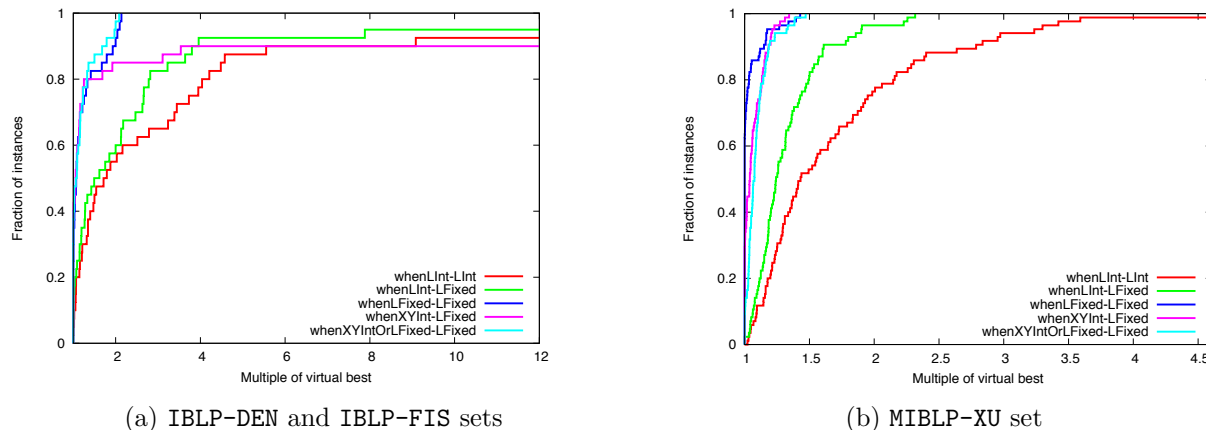 1
0.8
0.6
0.4
0.2
0
Fraction of instances
whenLInt-LInt
whenLInt-LFixed
whenLFixed-LFixed
whenXYInt-LFixed
whenXYIntOrLFixed-LFixed
2 4 6 8 10 12
Multiple of virtual best
(a) IBLP-DEN and IBLP-FIS sets
1
0.8
0.6
0.4
0.2
0
Fraction of instances
whenLInt-LInt
whenLInt-LFixed
whenLFixed-LFixed
whenXYInt-LFixed
whenXYIntOrLFixed-LFixed
1 1.5 2 2.5 3 3.5 4 4.5
Multiple of virtual best
(b) MIBLP-XU set